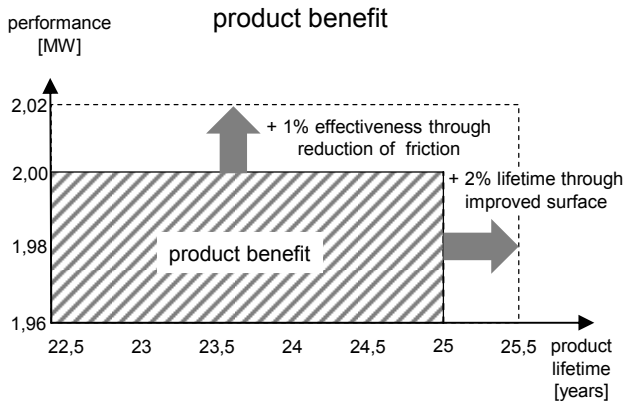 product benefit
performance
[MW]
2,02
+ 1% effectiveness through
reduction of friction
2,00
+ 2% lifetime through
improved surface
1,98
product benefit
1,96
22,5 23 23,5 24 24,5 25 25,5
product
lifetime
[years]